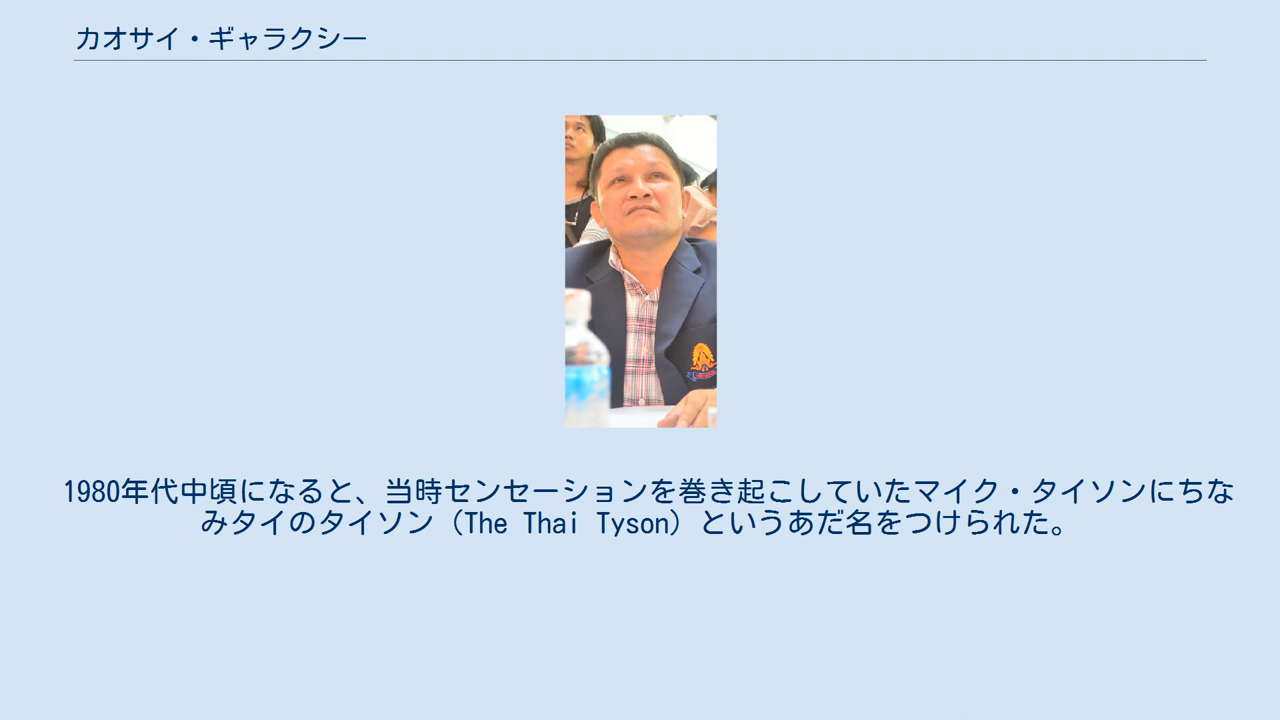 カオサイ・ギャラクシー
1980年代中頃になると、当時センセーションを巻き起こしていたマイク・タイソンにちな
みタイのタイソン（The Thai Tyson）というあだ名をつけられた。